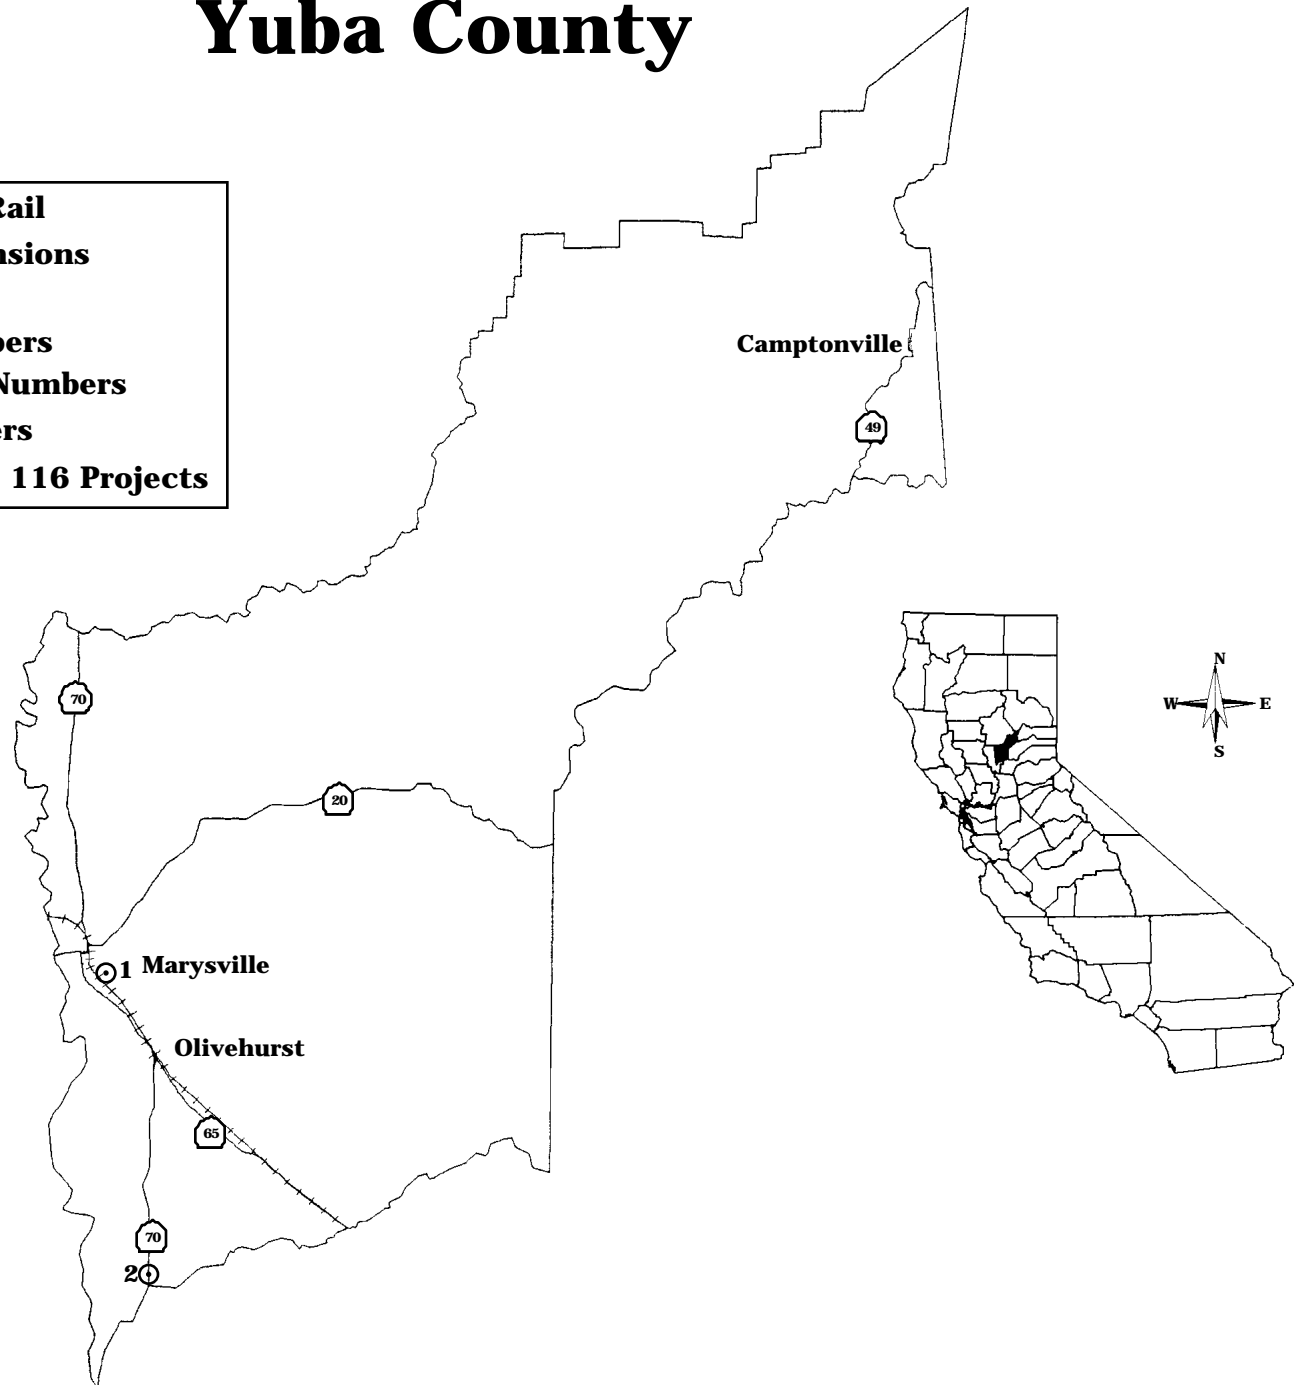 Yuba County
Rail
nsions
bers
Numbers
ers
116 Projects
Camptonville
49
70
N
W E
S
20
1 Marysville
Olivehurst
65
70
2